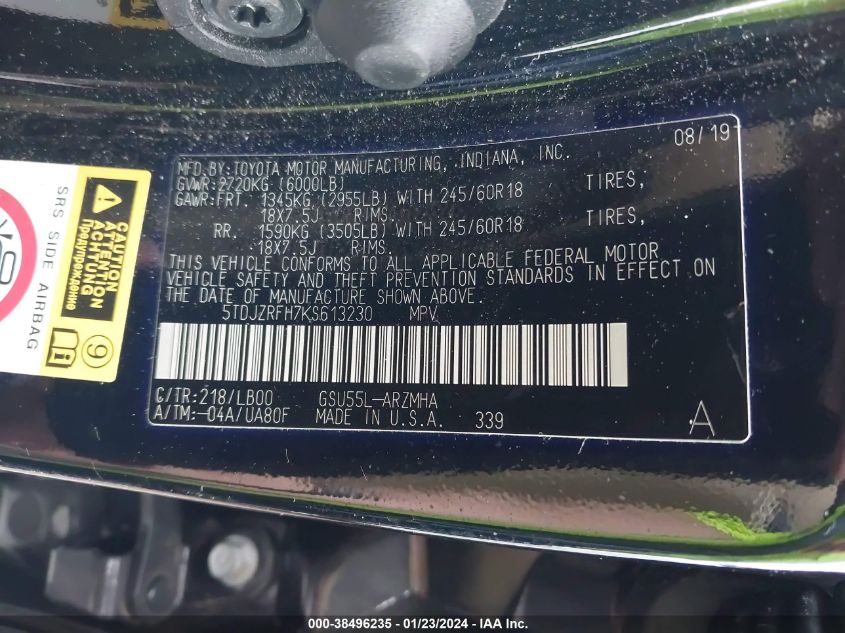 08/19
MFD.BY:TOYOTA MOTOR MANUFACTURING, INDIANA, INC.
GVWR:2720KG (6000LB)
GAWR:FRT. 1345KG (2955LB) WITH 245/60R18 TIRES,
18X7.5J RIMS.
RR. 1590KG (3505LB) WITH 245/60R18 TIRES,
18X7.5J RIMS.
THIS VEHICLE CONFORMS TO ALL APPLICABLE FEDERAL MOTOR
VEHICLE SAFETY AND THEFT PREVENTION STANDARDS IN EFFECT ON
THE DATE OF MANUFACTURE SHOWN ABOVE.
5TDJZRFH7KS613230 MPV
C/TR:218/LB00 GSU55L-ARZMHA
A/TM:-04A/UA80F MADE IN U.S.A. 339 A
SRS SIDE AIRBAG
CAUTION
ATTENTION
ACHTUNG
Предупреждение
9
000-38496235 - 01/23/2024 - IAA Inc.